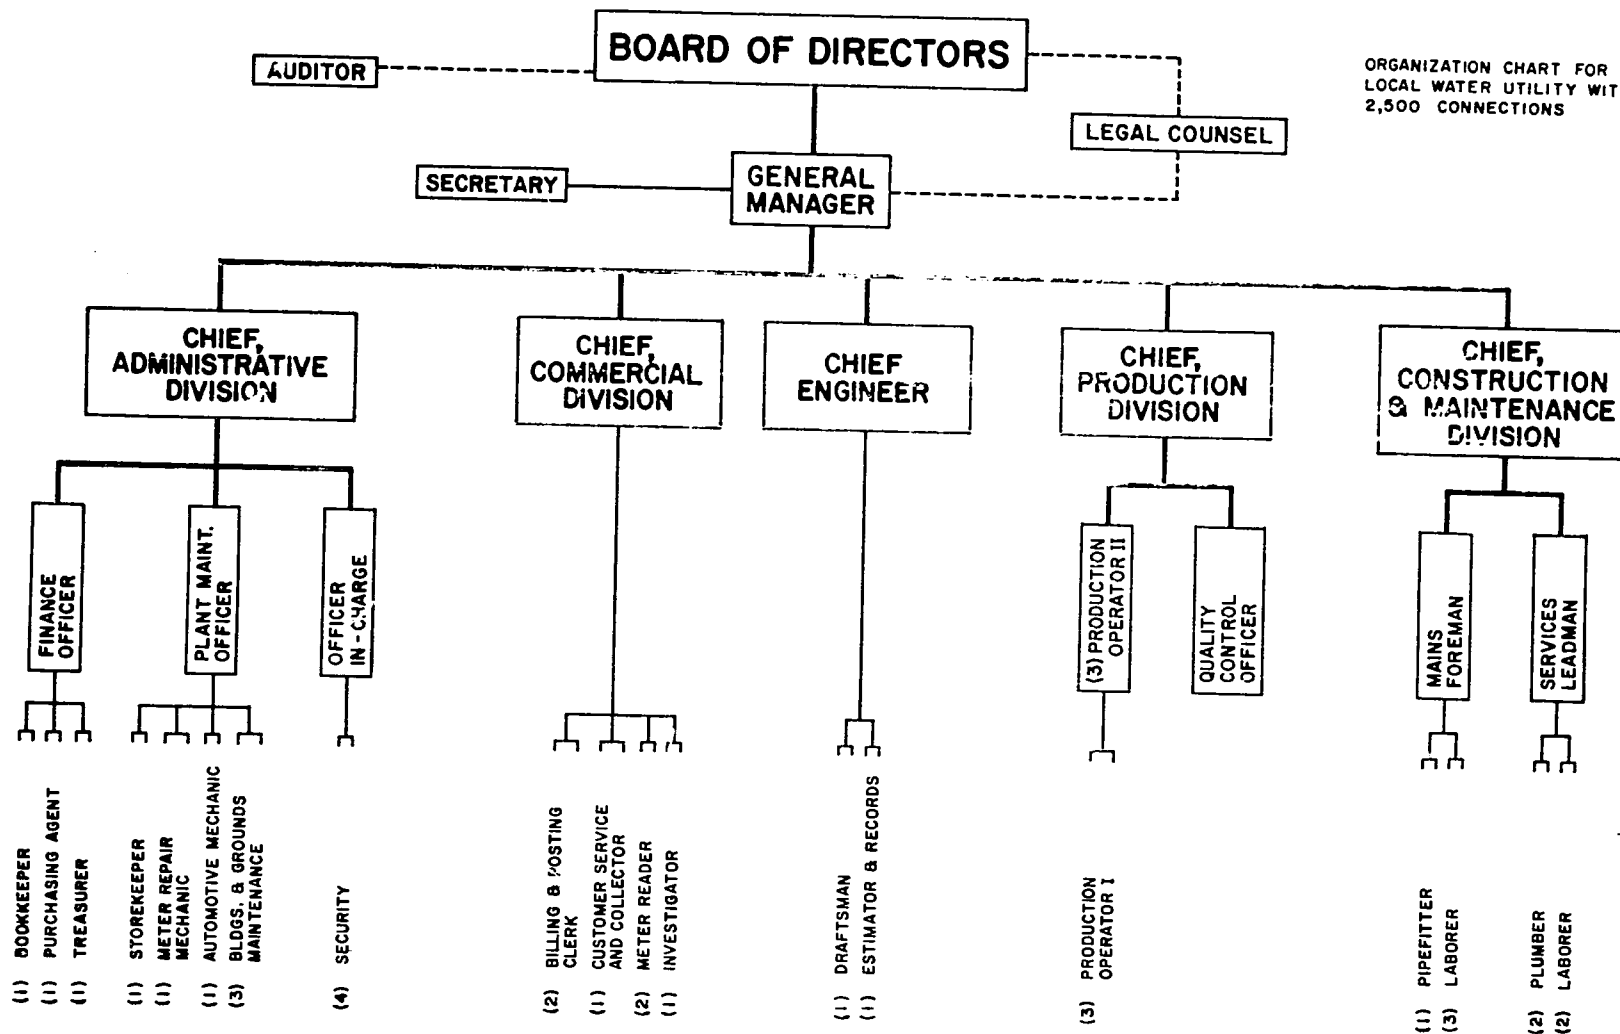 BOARD OF DIRECTORS
AUDITOR
ORGANIZATION CHART FOR
LOCAL WATER UTILITY WIT
2,500 CONNECTIONS
LEGAL COUNSEL
SECRETARY
GENERAL
MANAGER
CHIEF,
ADMINISTRATIVE
DIVISION
CHIEF,
COMMERCIAL
DIVISION
CHIEF
ENGINEER
CHIEF,
PRODUCTION
DIVISION
CHIEF,
CONSTRUCTION
& MAINTENANCE
DIVISION
FINANCE
OFFICER
PLANT MAINT.
OFFICER
OFFICER
IN-CHARGE
(3) PRODUCTION
OPERATOR II
QUALITY
CONTROL
OFFICER
MAINS
FOREMAN
SERVICES
LEADMAN
(1) BOOKKEEPER
(1) PURCHASING AGENT
(1) TREASURER
(1) STOREKEEPER
(1) METER REPAIR
MECHANIC
(1) AUTOMOTIVE MECHANIC
(3) BLDGS. & GROUNDS
MAINTENANCE
(4) SECURITY
(2) BILLING & POSTING
CLERK
(1) CUSTOMER SERVICE
AND COLLECTOR
(2) METER READER
(1) INVESTIGATOR
(1) DRAFTSMAN
(1) ESTIMATOR & RECORDS
(3) PRODUCTION
OPERATOR I
(1) PIPEFITTER
(3) LABORER
(2) PLUMBER
(2) LABORER